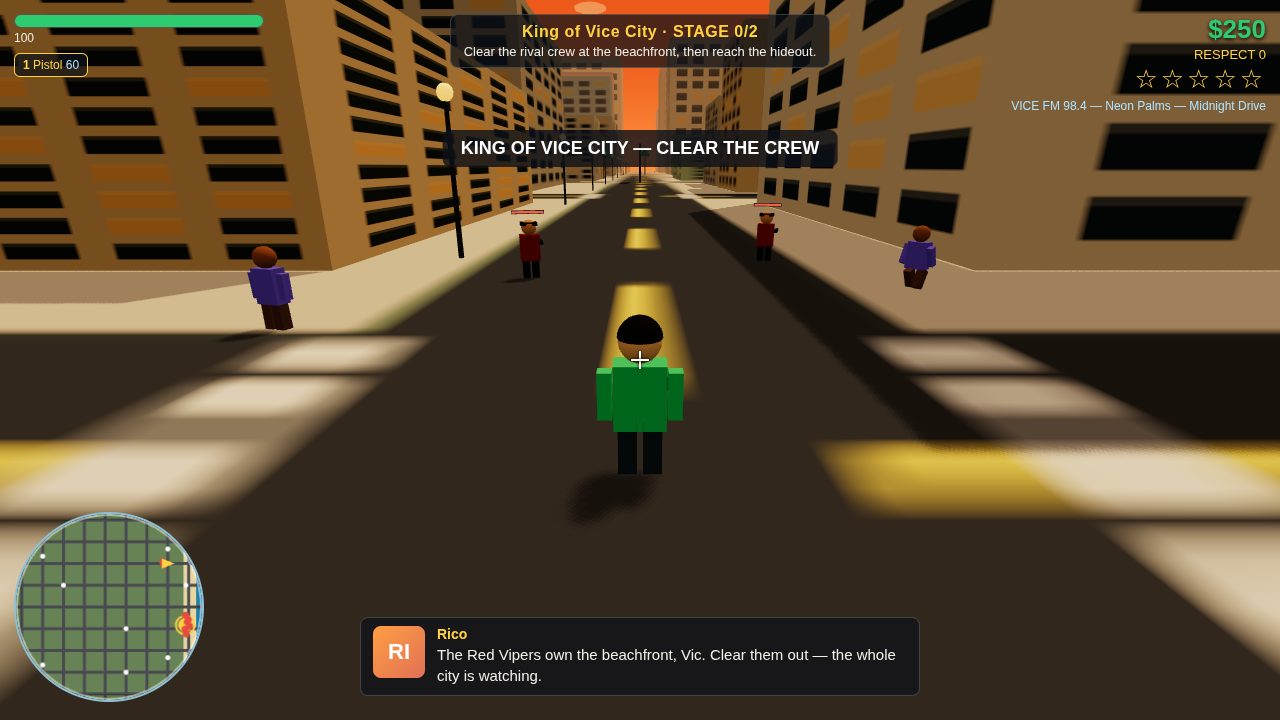 100
1 Pistol 60
King of Vice City · STAGE 0/2
Clear the rival crew at the beachfront, then reach the hideout.
$250
RESPECT 0
☆☆☆☆☆
VICE FM 98.4 — Neon Palms — Midnight Drive
KING OF VICE CITY — CLEAR THE CREW
RI
Rico
The Red Vipers own the beachfront, Vic. Clear them out — the whole
city is watching.